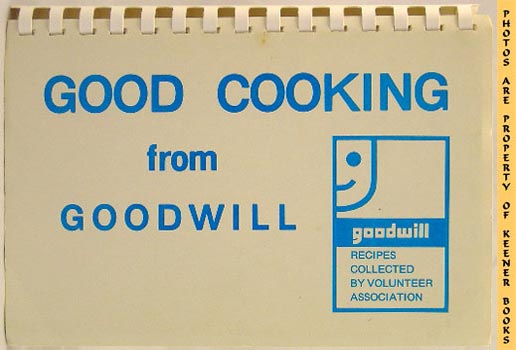 GOOD COOKING
from
GOODWILL
goodwill
RECIPES
COLLECTED
BY VOLUNTEER
ASSOCIATION
PHOTOS ARE PROPERTY OF KEENER BOOKS